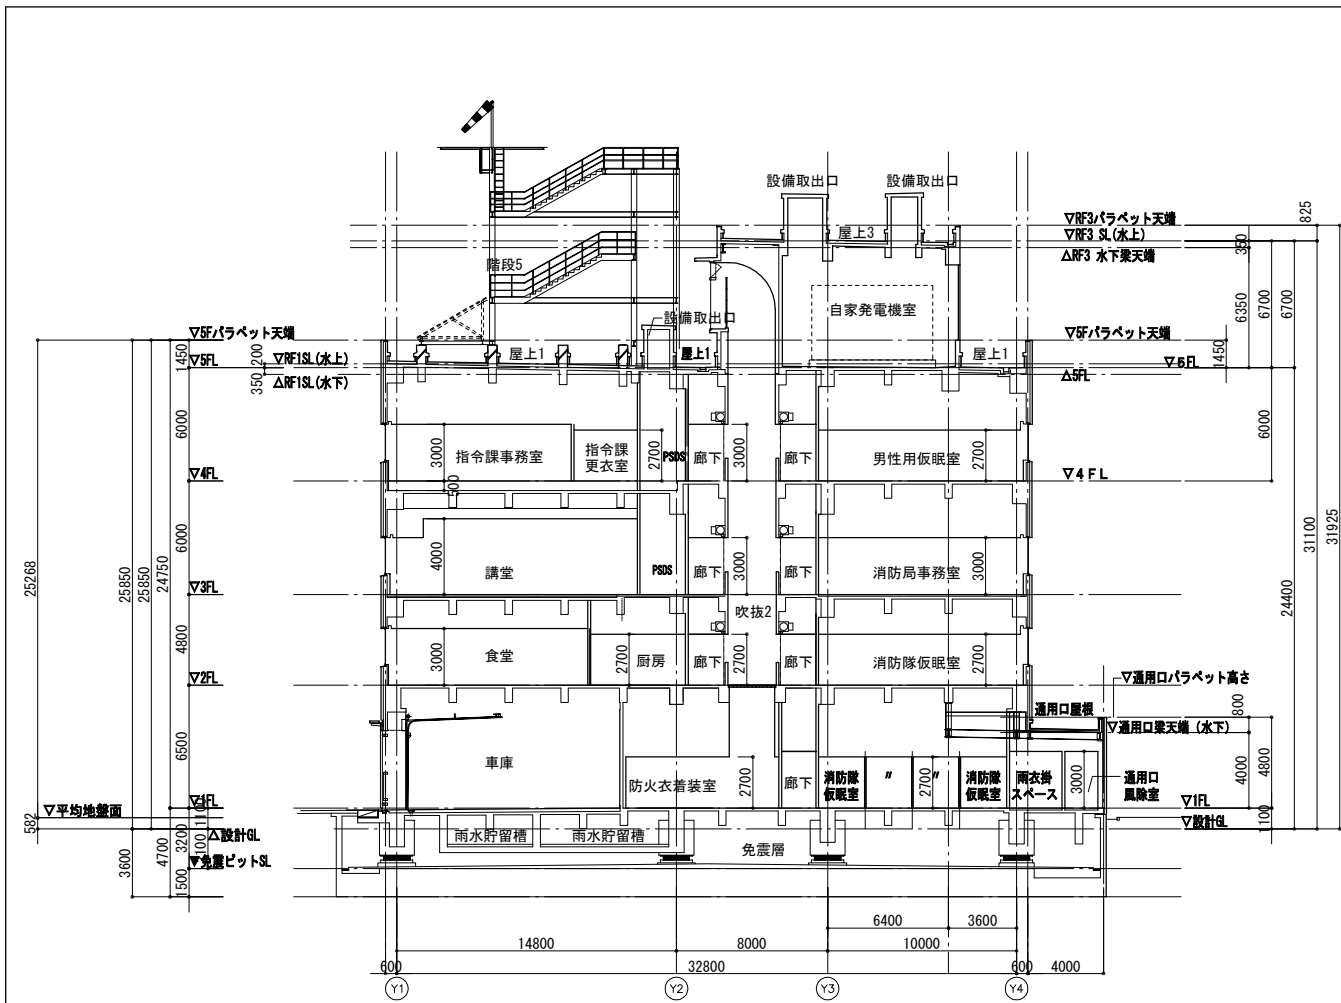 設備取出口
設備取出口
825
▽RF3パラペット天端
屋上3
▽RF3 SL(水上)
350
△RF3 水下梁天端
階段5
自家発電機室
6350
6700
6700
設備取出口
▽5Fパラペット天端
▽5Fパラペット天端
屋上1
屋上1
屋上1
1450
▽5FL
200
▽RF1SL(水上)
1450
▽5FL
350
△RF1SL(水下)
△5FL
6000
3000
指令課事務室
指令課
更衣室
2700
PSDS
廊下
3000
廊下
男性用仮眠室
2700
6000
▽4FL
▽4FL
6000
4000
講堂
PSDS
廊下
3000
廊下
消防局事務室
3000
31100
31925
25268
25850
25850
24750
▽3FL
吹抜2
24400
4800
3000
食堂
2700
厨房
廊下
2700
廊下
消防隊仮眠室
2700
▽2FL
▽通用口パラペット高さ
通用口屋根
800
▽通用口梁天端(水下)
6500
車庫
防火衣着装室
2700
廊下
消防隊
仮眠室
〃
2700
〃
消防隊
仮眠室
雨衣掛
スペース
3000
通用口
風除室
4000
4800
▽1FL
▽1FL
▽平均地盤面
▽設計GL
1100
582
△設計GL
雨水貯留槽
雨水貯留槽
免震層
3200
▼免震ピットSL
3600
4700
1500
6400
3600
14800
8000
10000
600
32800
600
4000
Y1
Y2
Y3
Y4